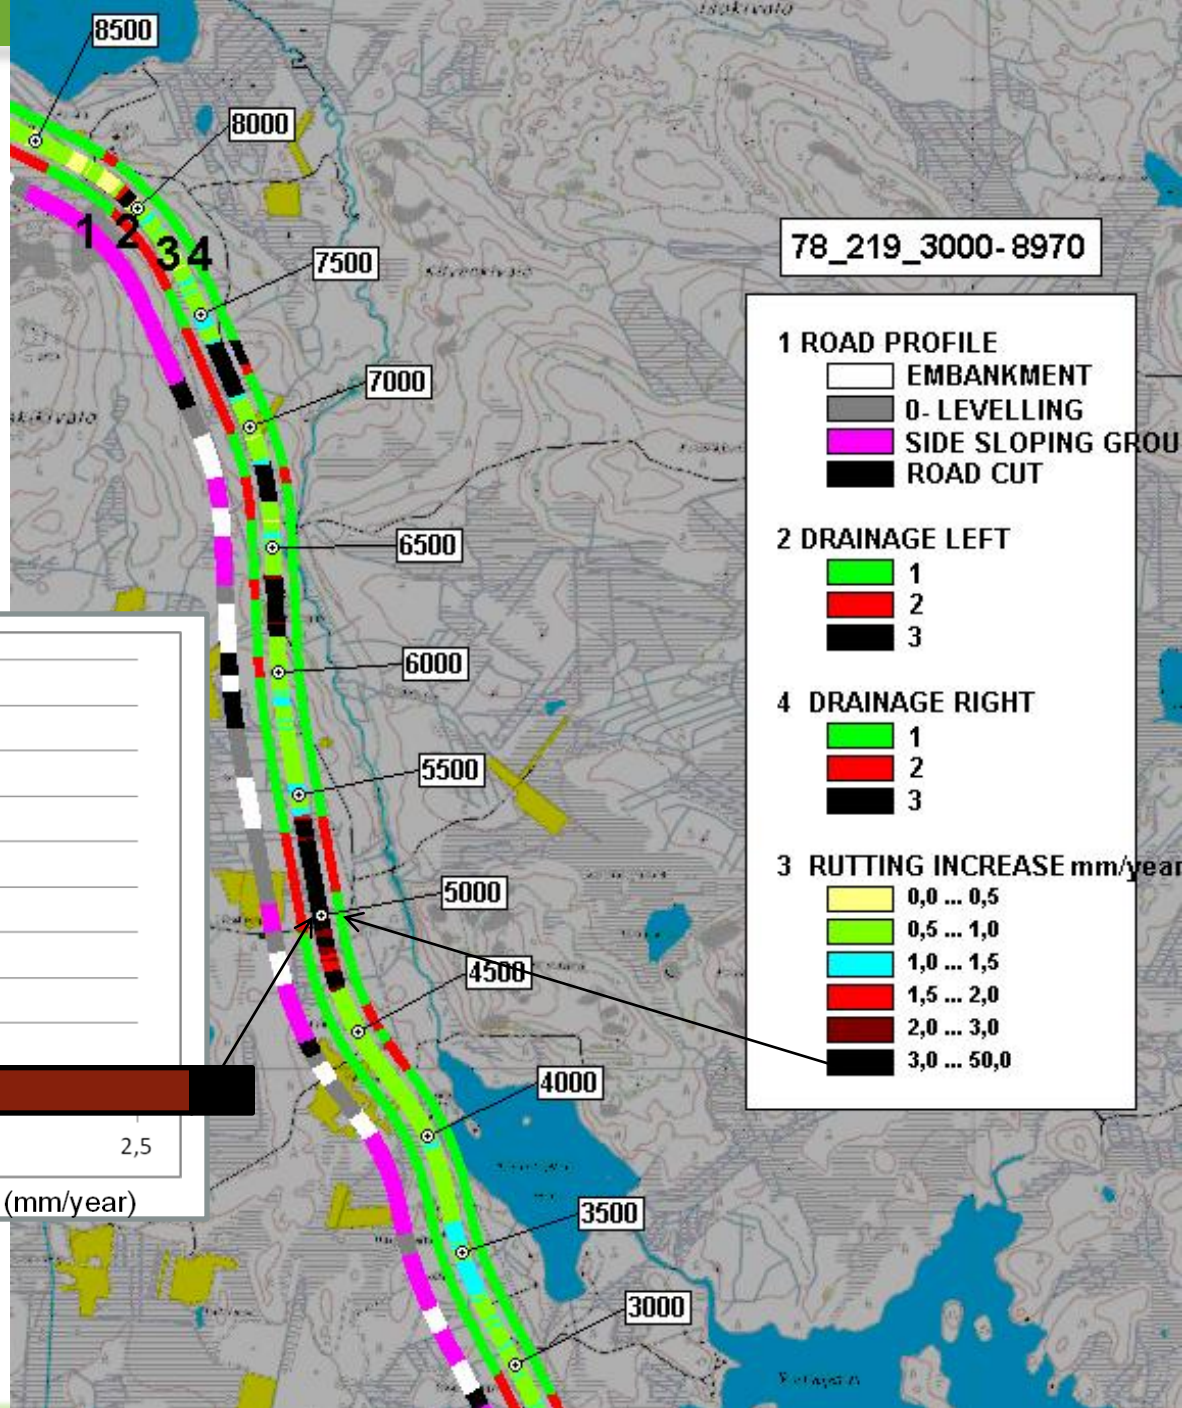 8500
8000
7500
7000
6500
6000
5500
5000
4500
4000
3500
3000
1 2 3 4
78_219_3000-8970
1 ROAD PROFILE
EMBANKMENT
0- LEVELLING
SIDE SLOPING GROU
ROAD CUT
2 DRAINAGE LEFT
1
2
3
4 DRAINAGE RIGHT
1
2
3
3 RUTTING INCREASE mm/year
0,0 ... 0,5
0,5 ... 1,0
1,0 ... 1,5
1,5 ... 2,0
2,0 ... 3,0
3,0 ... 50,0
2,5
(mm/year)